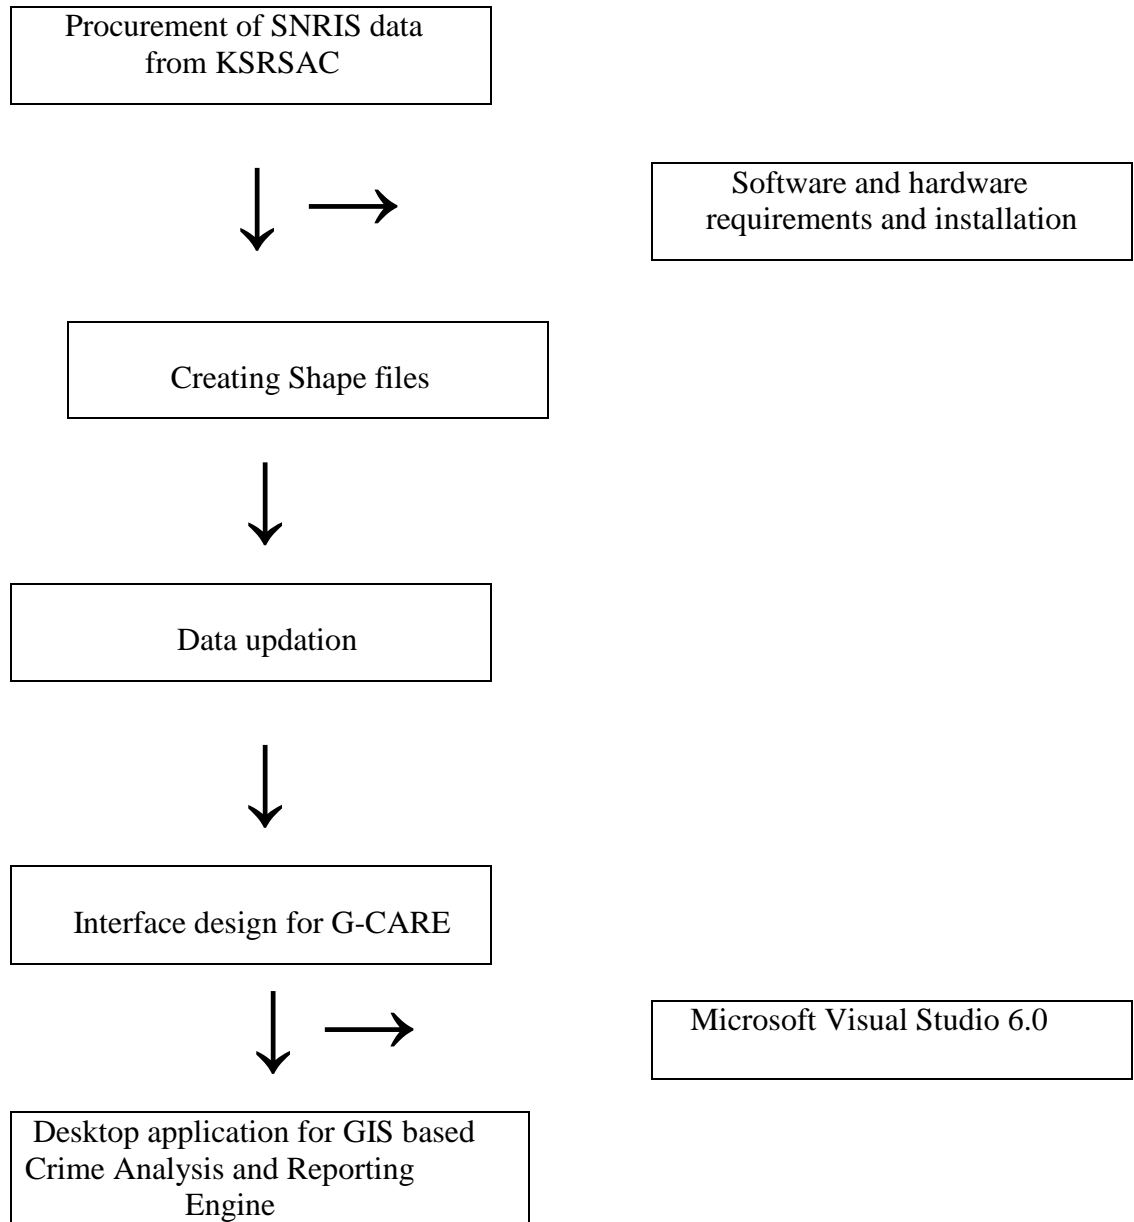 Procurement of SNRIS data
from KSRSAC
Software and hardware
requirements and installation
Creating Shape files
Data updation
Interface design for G-CARE
Microsoft Visual Studio 6.0
Desktop application for GIS based
Crime Analysis and Reporting
Engine